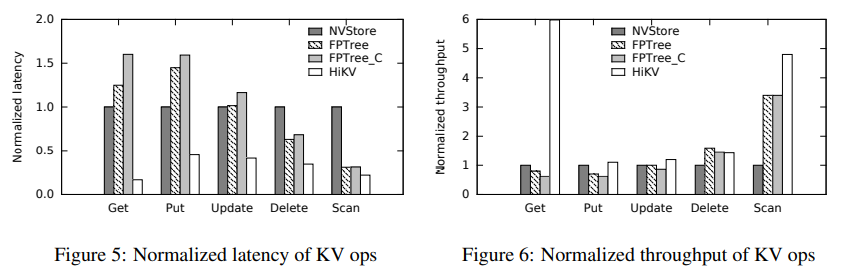 2.0
1.5
1.0
0.5
0.0
Normalized latency
NVStore
FPTree
FPTree_C
HiKV
Get Put Update Delete Scan
Figure 5: Normalized latency of KV ops
6
5
4
3
2
1
0
Normalized throughput
NVStore
FPTree
FPTree_C
HiKV
Get Put Update Delete Scan
Figure 6: Normalized throughput of KV ops